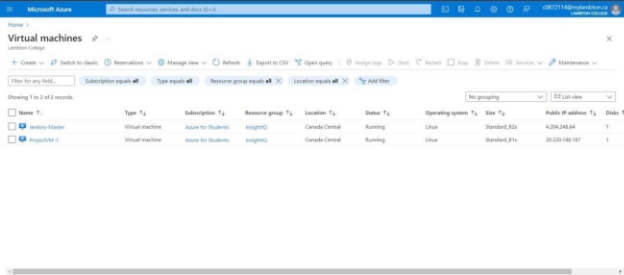 Microsoft Azure
Search resources, services, and docs (G+/)
c0872114@mylambton.ca
LAMBTON COLLEGE
Home >
Virtual machines
Lambton College
+ Create Switch to classic Reservations Manage view Refresh Export to CSV Open query Assign tags Start Restart Stop Delete Services Maintenance
Filter for any field... Subscription equals all Type equals all Resource group equals all Location equals all Add filter
Showing 1 to 2 of 2 records. No grouping List view
Name Type Subscription Resource group Location Status Operating system Size Public IP address Disks
Jenkins-Master Virtual machine Azure for Students InsightIQ Canada Central Running Linux Standard_B2s 4.204.248.64 1
ProjectVM-1 Virtual machine Azure for Students InsightIQ Canada Central Running Linux Standard_B1s 20.220.186.167 1